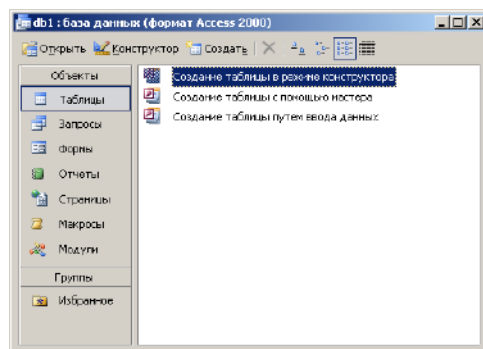 db1 : база данных (формат Access 2000)
Открыть Конструктор Создать
Объекты
Таблицы
Запросы
Формы
Отчеты
Страницы
Макросы
Модули
Группы
Избранное
Создание таблицы в режиме конструктора
Создание таблицы с помощью мастера
Создание таблицы путем ввода данных